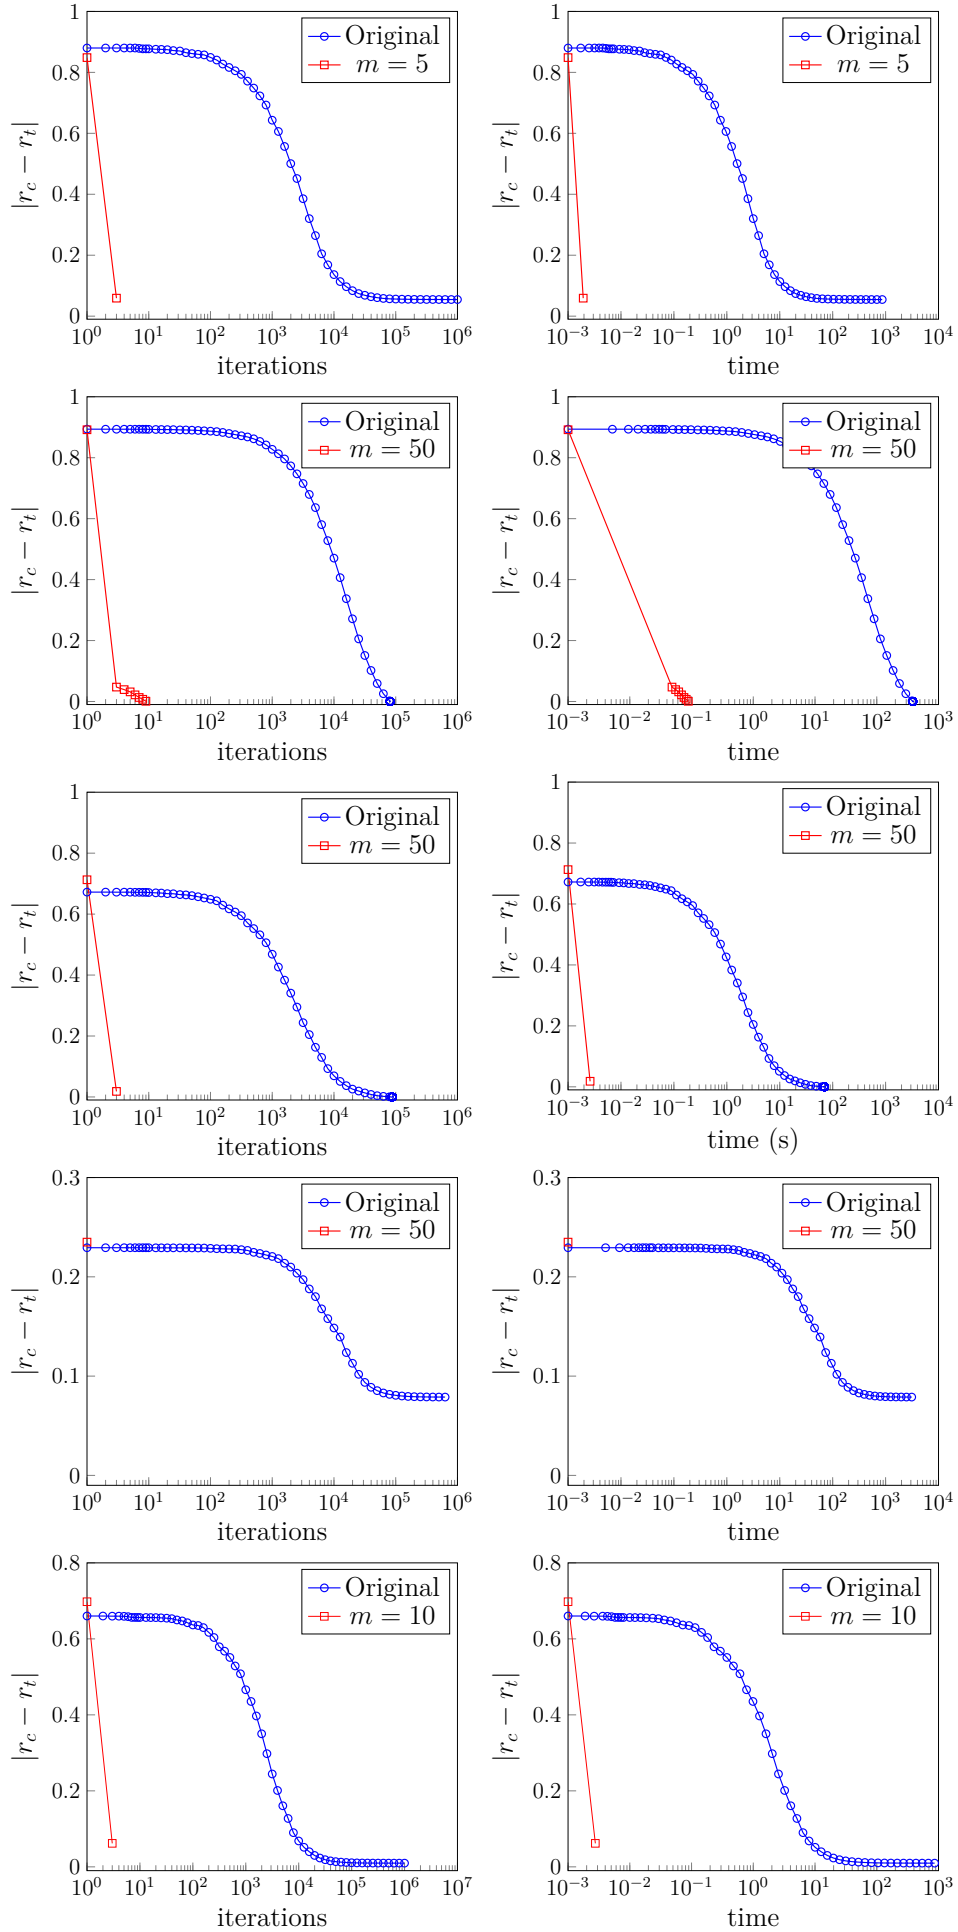 1
0.8
0.6
0.4
0.2
0
|r_c − r_t|
Original
m = 5
10^0 10^1 10^2 10^3 10^4 10^5 10^6
iterations
1
0.8
0.6
0.4
0.2
0
|r_c − r_t|
Original
m = 5
10^−3 10^−2 10^−1 10^0 10^1 10^2 10^3 10^4
time
1
0.8
0.6
0.4
0.2
0
|r_c − r_t|
Original
m = 50
10^0 10^1 10^2 10^3 10^4 10^5 10^6
iterations
1
0.8
0.6
0.4
0.2
0
|r_c − r_t|
Original
m = 50
10^−3 10^−2 10^−1 10^0 10^1 10^2 10^3
time
1
0.8
0.6
0.4
0.2
0
|r_c − r_t|
Original
m = 50
10^0 10^1 10^2 10^3 10^4 10^5 10^6
iterations
1
0.8
0.6
0.4
0.2
0
|r_c − r_t|
Original
m = 50
10^−3 10^−2 10^−1 10^0 10^1 10^2 10^3 10^4
time (s)
0.3
0.2
0.1
0
|r_c − r_t|
Original
m = 50
10^0 10^1 10^2 10^3 10^4 10^5 10^6
iterations
0.3
0.2
0.1
0
|r_c − r_t|
Original
m = 50
10^−3 10^−2 10^−1 10^0 10^1 10^2 10^3 10^4
time
0.8
0.6
0.4
0.2
0
|r_c − r_t|
Original
m = 10
10^0 10^1 10^2 10^3 10^4 10^5 10^6 10^7
iterations
0.8
0.6
0.4
0.2
0
|r_c − r_t|
Original
m = 10
10^−3 10^−2 10^−1 10^0 10^1 10^2 10^3
time